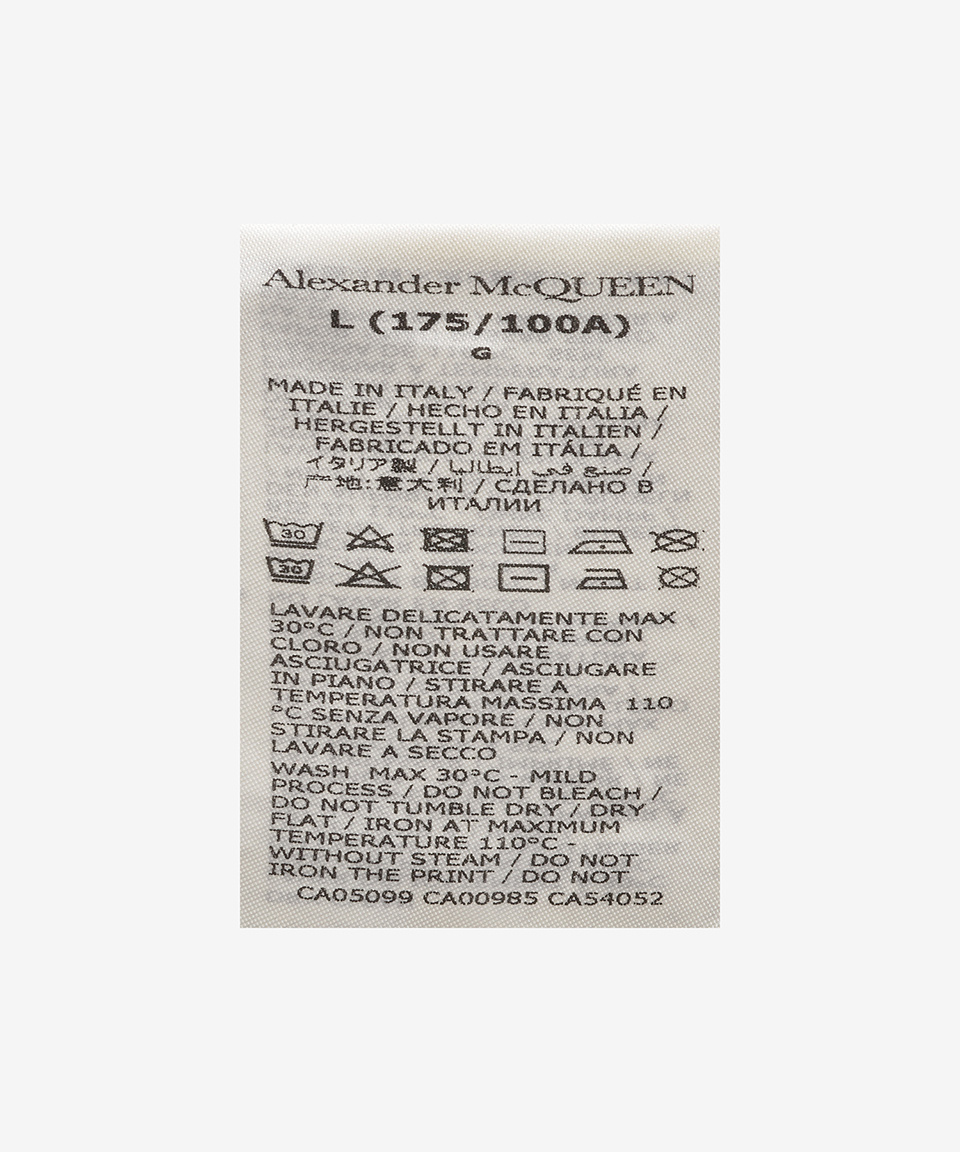 Alexander McQUEEN
L (175/100A)
G
MADE IN ITALY / FABRIQUÉ EN
ITALIE / HECHO EN ITALIA /
HERGESTELLT IN ITALIEN /
FABRICADO EM ITÁLIA /
イタリア製 / صنع في إيطاليا /
产地:意大利 / СДЕЛАНО В
ИТАЛИИ
30
30
LAVARE DELICATAMENTE MAX
30°C / NON TRATTARE CON
CLORO / NON USARE
ASCIUGATRICE / ASCIUGARE
IN PIANO / STIRARE A
TEMPERATURA MASSIMA 110
°C SENZA VAPORE / NON
STIRARE LA STAMPA / NON
LAVARE A SECCO
WASH MAX 30°C - MILD
PROCESS / DO NOT BLEACH /
DO NOT TUMBLE DRY / DRY
FLAT / IRON AT MAXIMUM
TEMPERATURE 110°C -
WITHOUT STEAM / DO NOT
IRON THE PRINT / DO NOT
CA05099 CA00985 CA54052